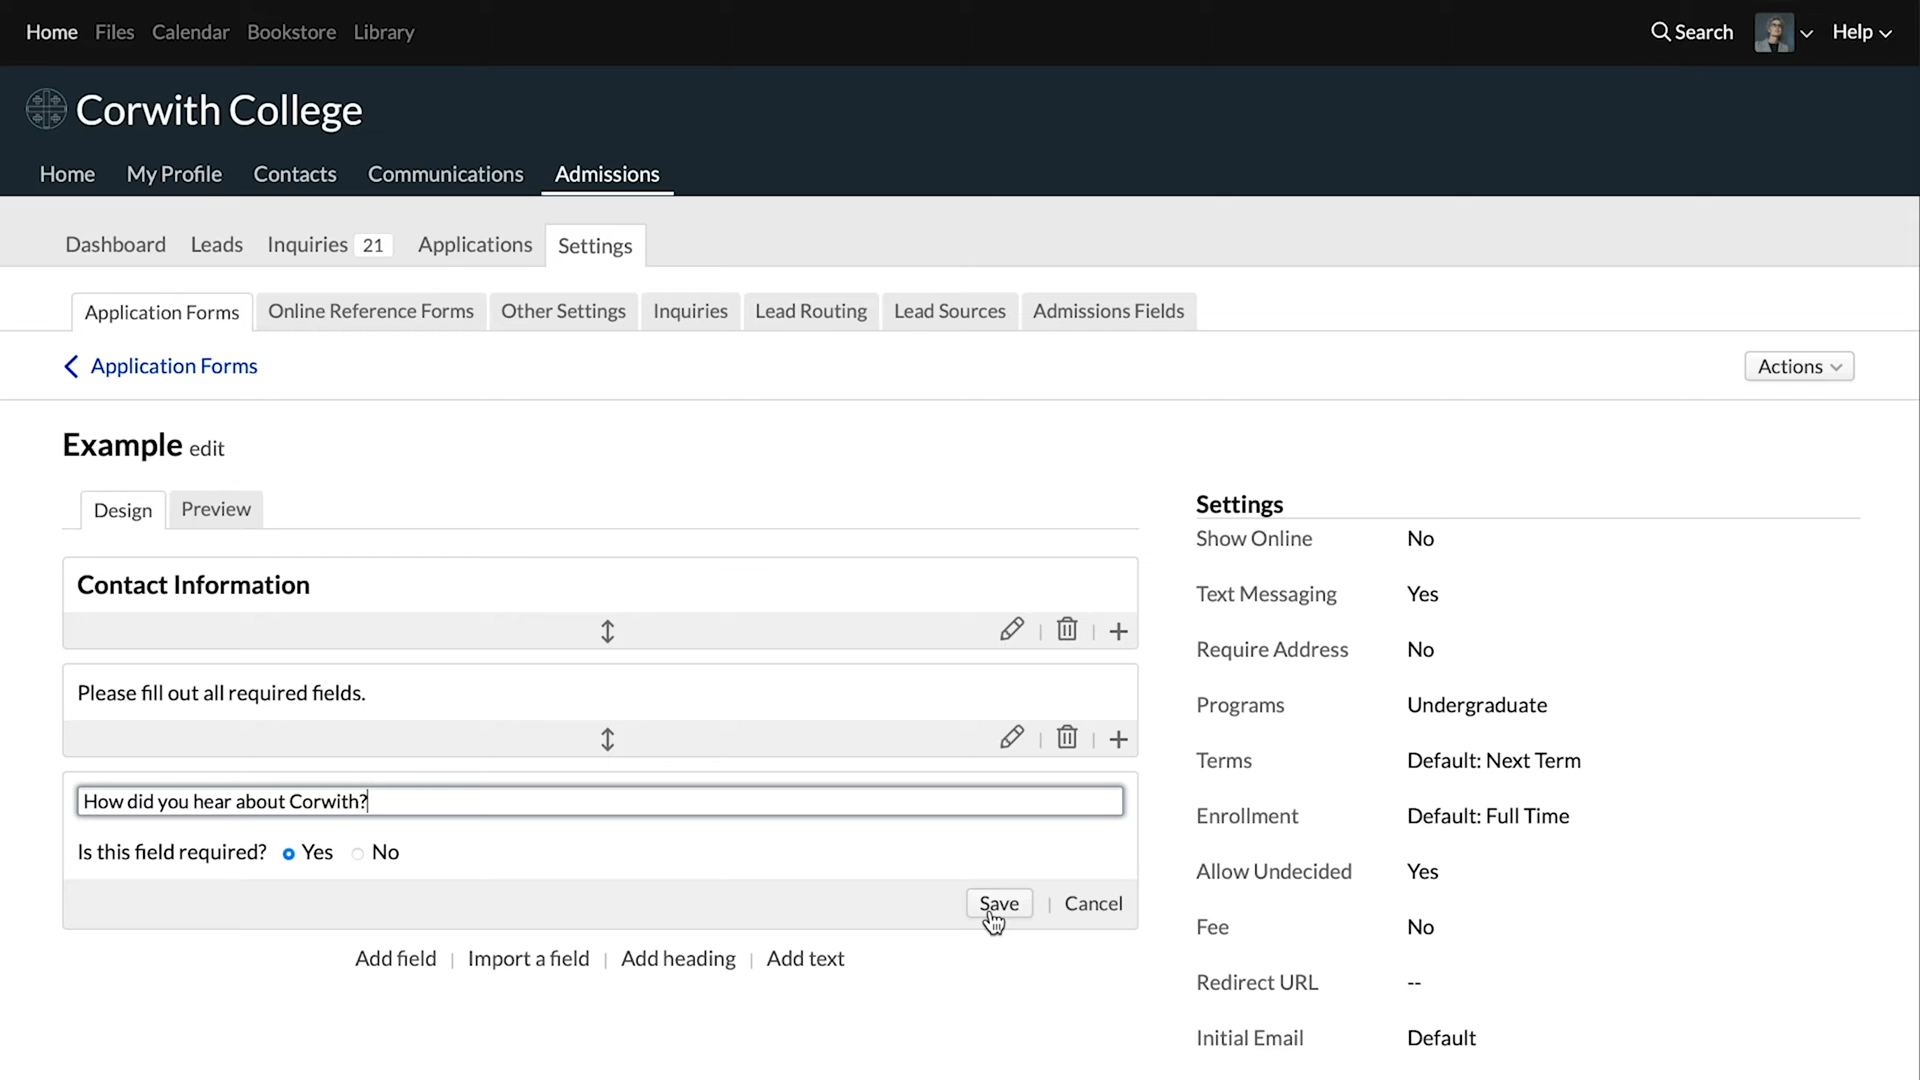 Home Files Calendar Bookstore Library Search Help
Corwith College
Home My Profile Contacts Communications Admissions
Dashboard Leads Inquiries 21 Applications Settings
Application Forms Online Reference Forms Other Settings Inquiries Lead Routing Lead Sources Admissions Fields
Application Forms Actions
Example edit
Design Preview
Contact Information
Please fill out all required fields.
How did you hear about Corwith?
Is this field required? Yes No
Save | Cancel
Add field | Import a field | Add heading | Add text
Settings
Show Online No
Text Messaging Yes
Require Address No
Programs Undergraduate
Terms Default: Next Term
Enrollment Default: Full Time
Allow Undecided Yes
Fee No
Redirect URL --
Initial Email Default